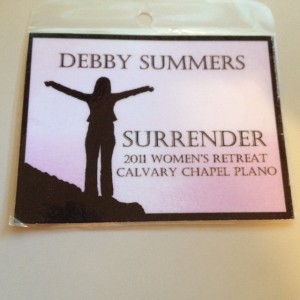 DEBBY SUMMERS
SURRENDER
2011 WOMEN'S RETREAT
CALVARY CHAPEL PLANO